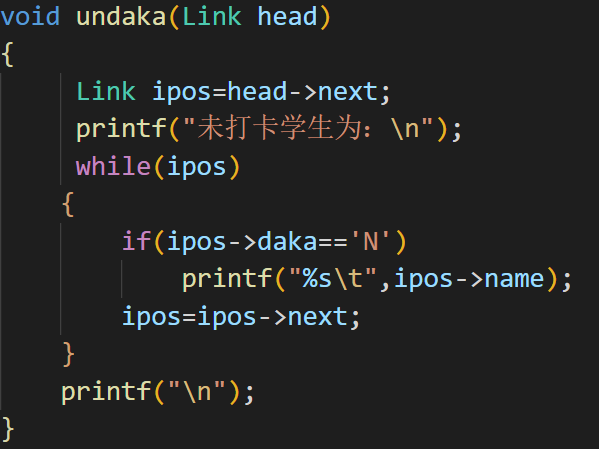 void undaka(Link head)
{
Link ipos=head->next;
printf("未打卡学生为：\n");
while(ipos)
{
if(ipos->daka=='N')
printf("%s\t",ipos->name);
ipos=ipos->next;
}
printf("\n");
}